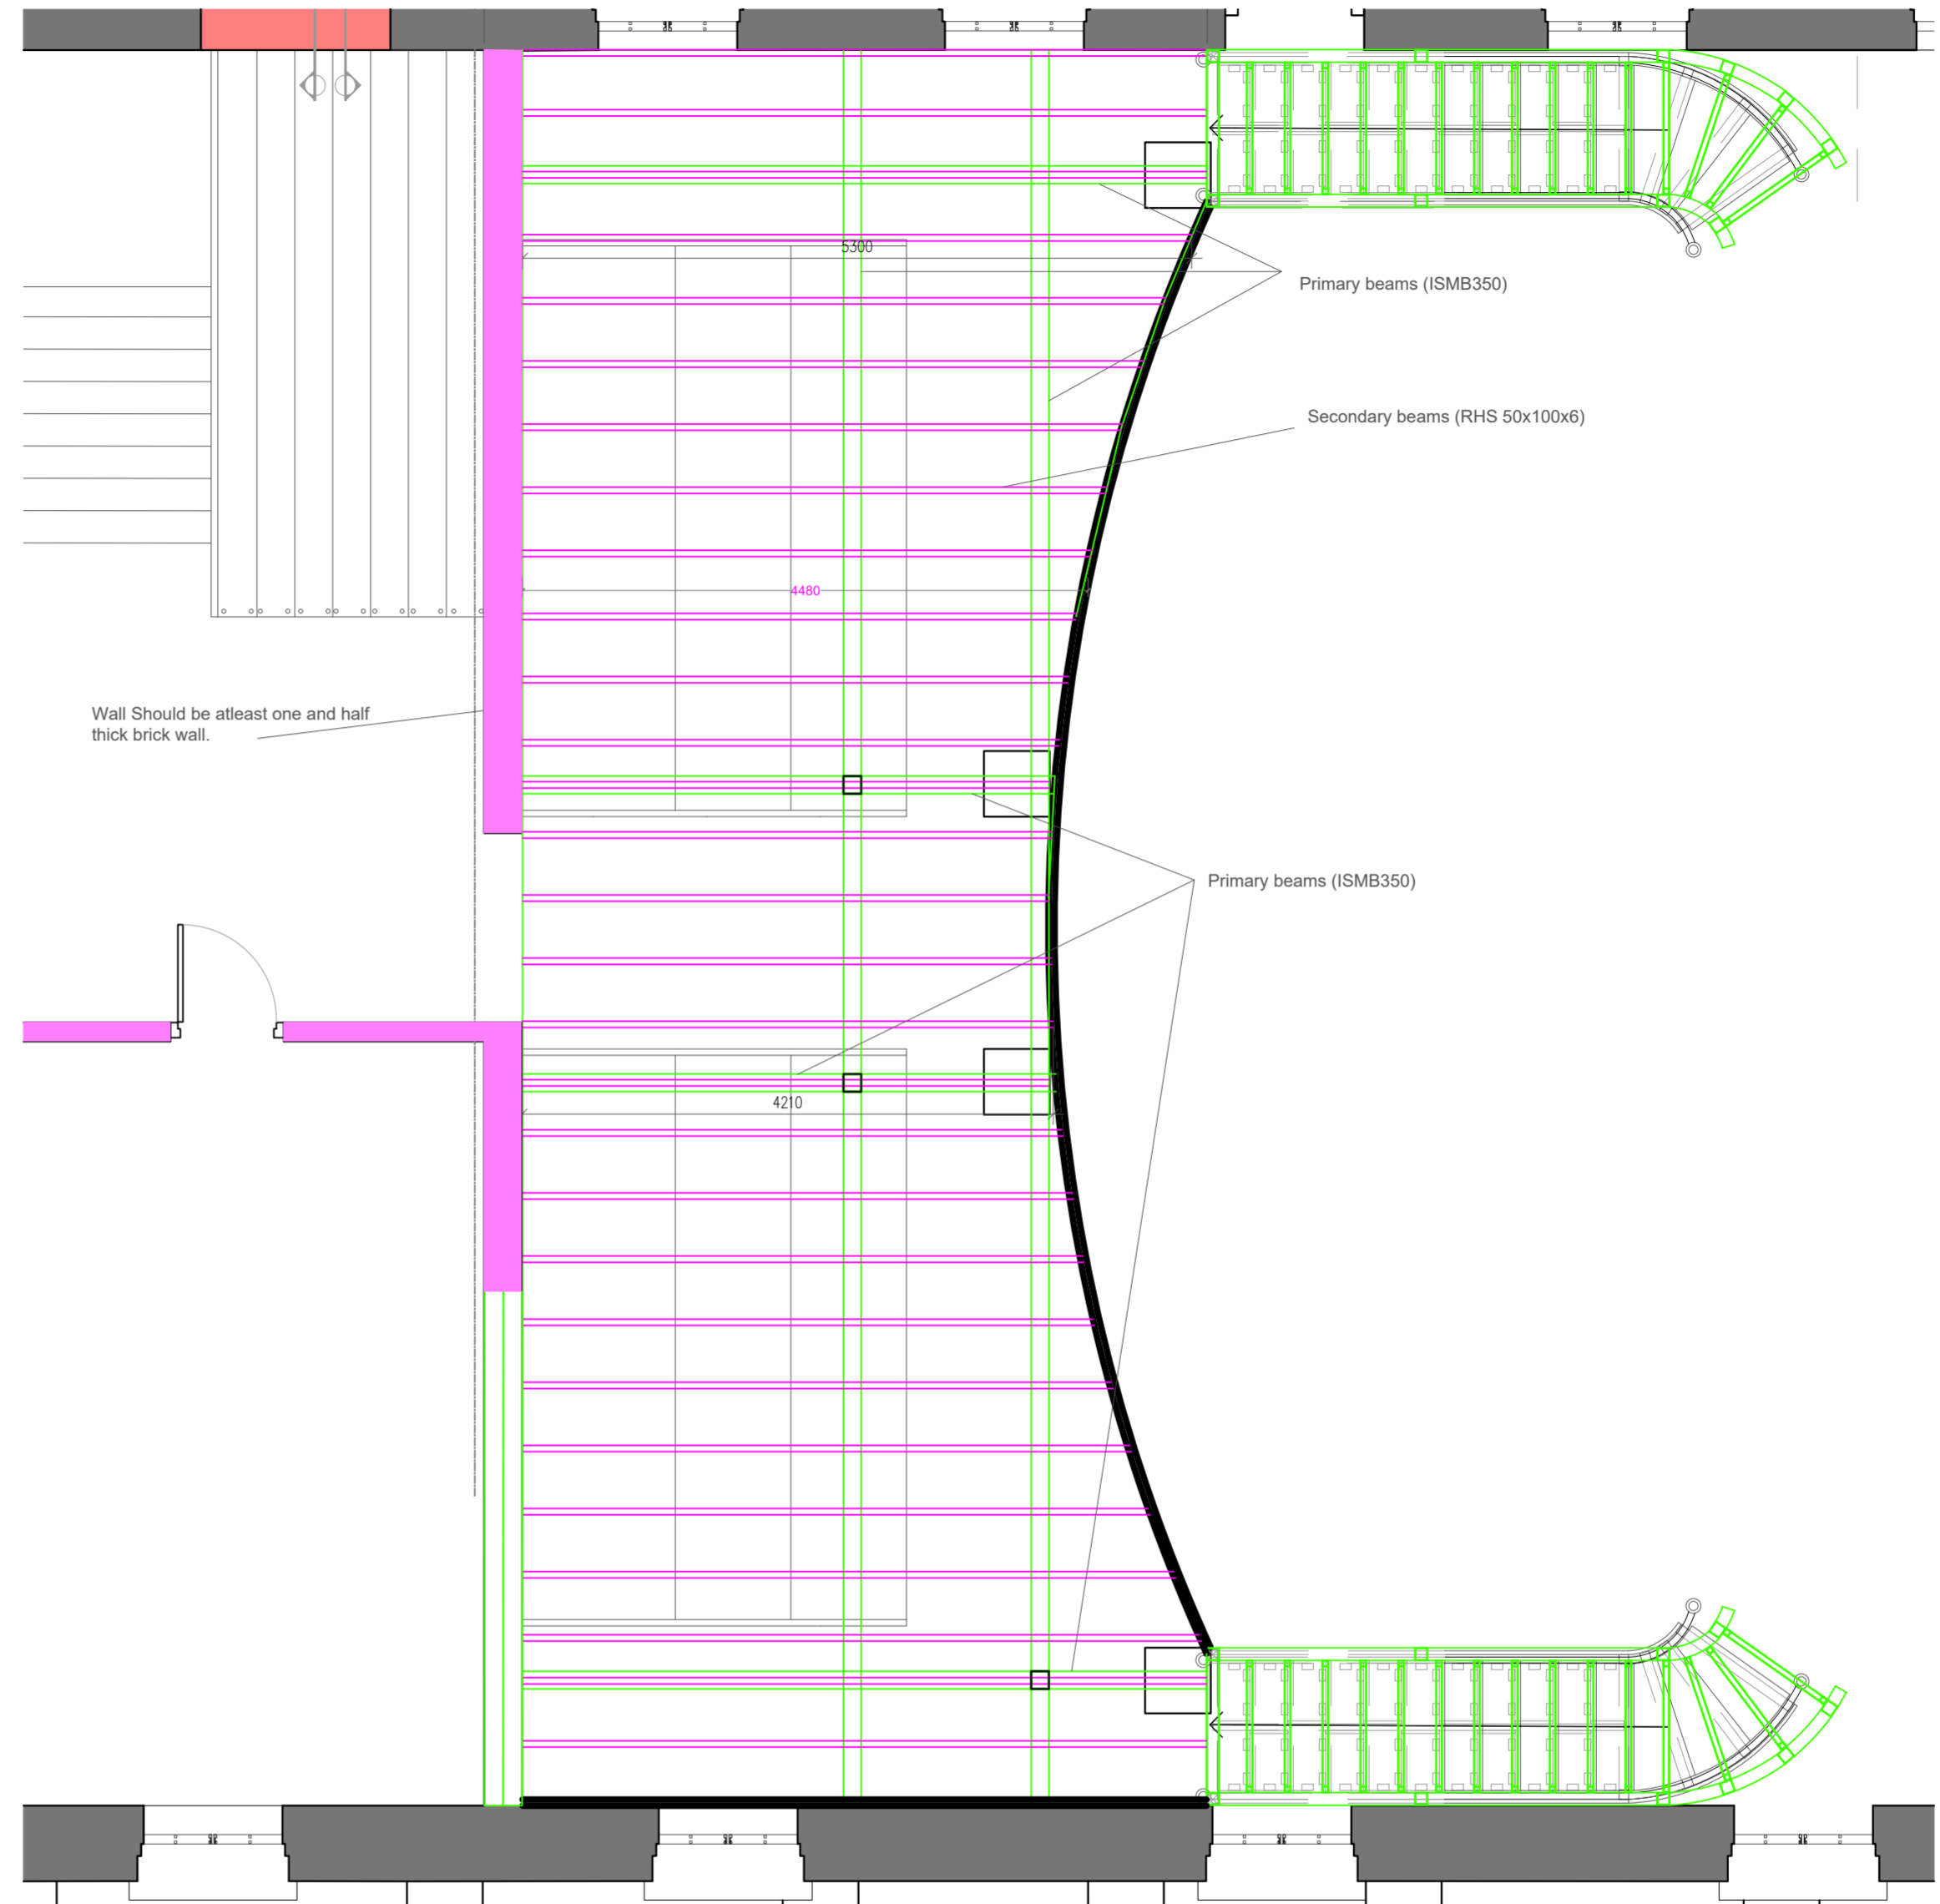 5300
Primary beams (ISMB350)
Secondary beams (RHS 50x100x6)
4480
Wall Should be atleast one and half
thick brick wall.
Primary beams (ISMB350)
4210